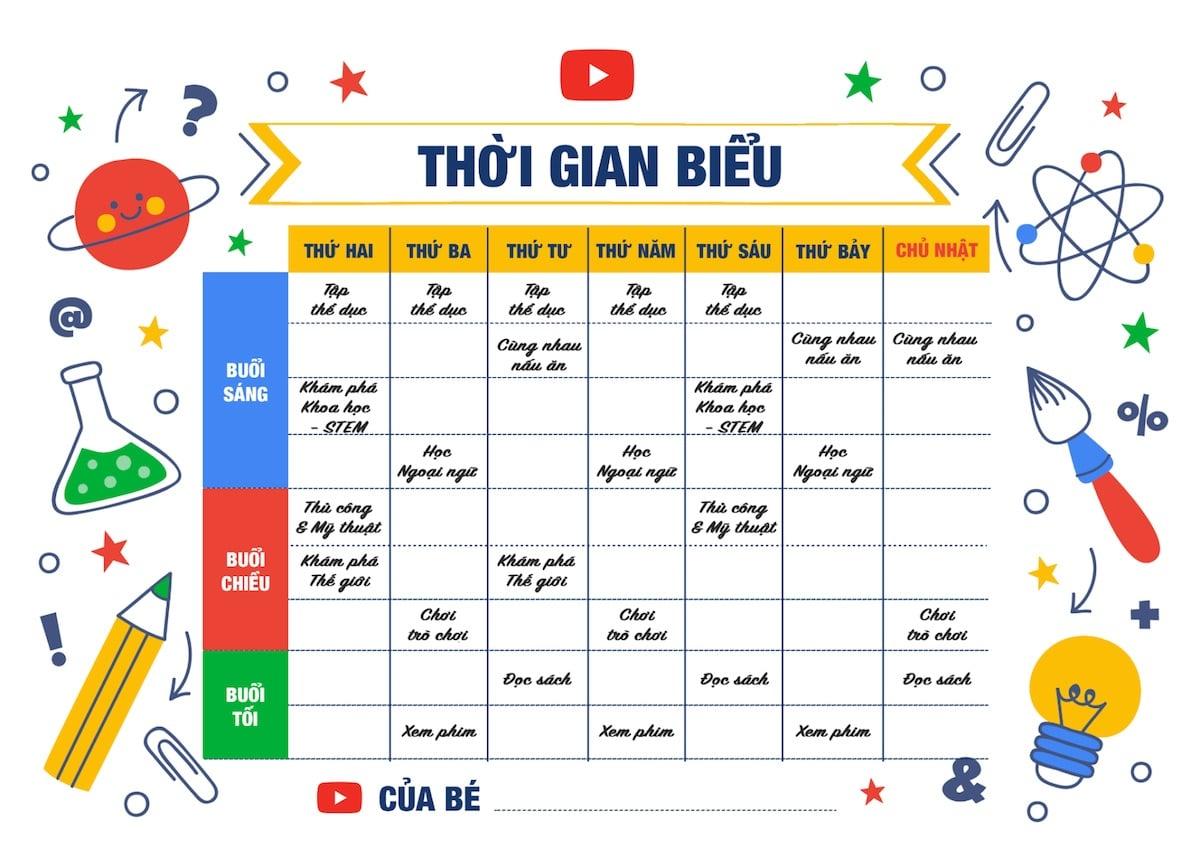 ?
THỜI GIAN BIỂU
THỨ HAI THỨ BA THỨ TƯ THỨ NĂM THỨ SÁU THỨ BẢY CHỦ NHẬT
@
BUỔI
SÁNG
Tập Tập Tập Tập Tập
thể dục thể dục thể dục thể dục thể dục
Cùng nhau Cùng nhau Cùng nhau
nấu ăn nấu ăn nấu ăn
Khám phá Khám phá
Khoa học Khoa học
- STEM - STEM
%
Học Học Học
Ngoại ngữ Ngoại ngữ Ngoại ngữ
BUỔI
CHIỀU
Thủ công Thủ công
& Mỹ thuật & Mỹ thuật
Khám phá Khám phá
Thế giới Thế giới
!
+
Chơi Chơi Chơi
trò chơi trò chơi trò chơi
BUỔI
TỐI
Đọc sách Đọc sách Đọc sách
Xem phim Xem phim Xem phim
&
CỦA BÉ